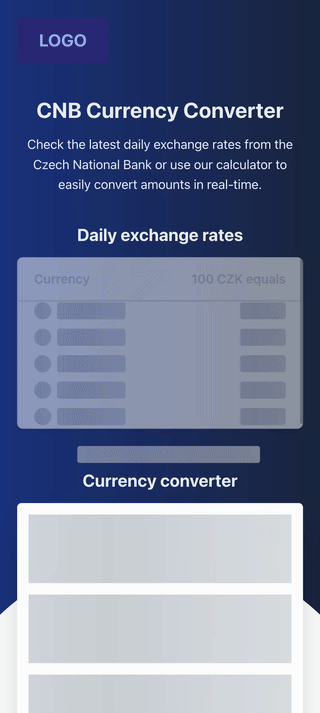 LOGO
CNB Currency Converter
Check the latest daily exchange rates from the
Czech National Bank or use our calculator to
easily convert amounts in real-time.
Daily exchange rates
Currency 100 CZK equals
Currency converter